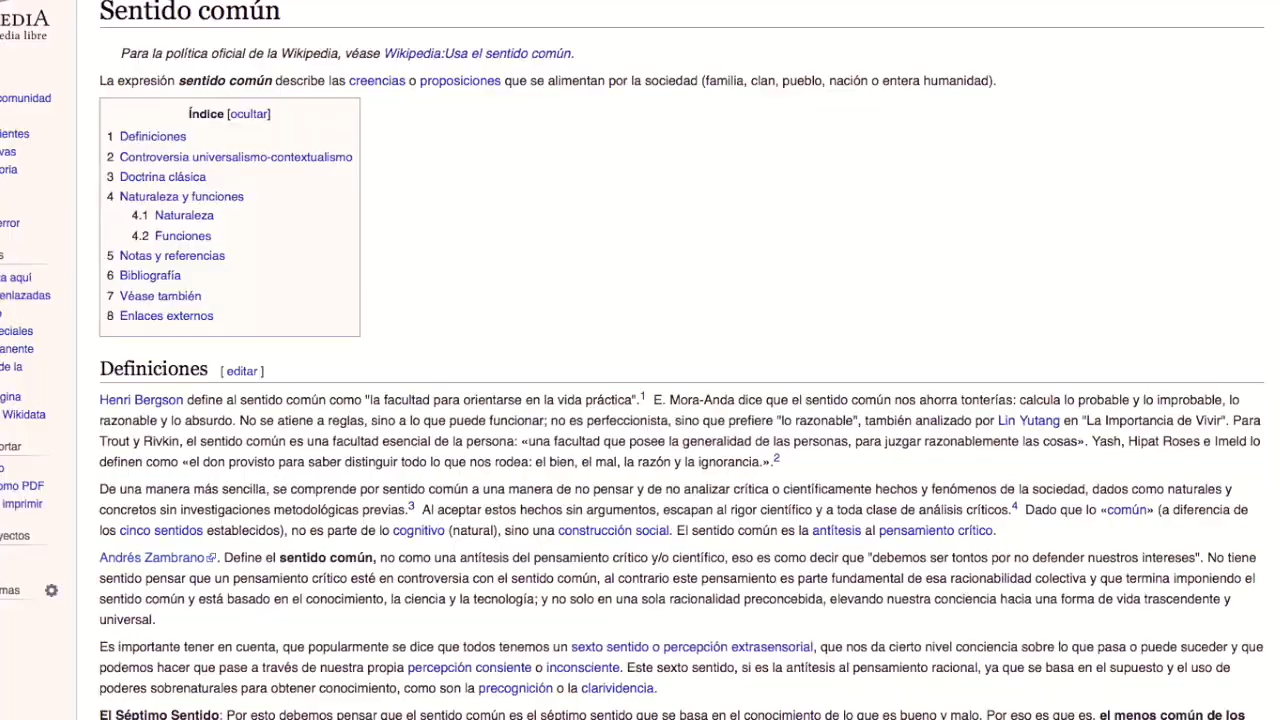 EDIA
edia libre
comunidad
ientes
vas
oria
error
s
a aquí
enlazadas
eciales
anente
de la
gina
Wikidata
ortar
o
omo PDF
imprimir
yectos
mas
Sentido común
Para la política oficial de la Wikipedia, véase Wikipedia:Usa el sentido común.
La expresión sentido común describe las creencias o proposiciones que se alimentan por la sociedad (familia, clan, pueblo, nación o entera humanidad).
Índice [ocultar]
1 Definiciones
2 Controversia universalismo-contextualismo
3 Doctrina clásica
4 Naturaleza y funciones
4.1 Naturaleza
4.2 Funciones
5 Notas y referencias
6 Bibliografía
7 Véase también
8 Enlaces externos
Definiciones [ editar ]
Henri Bergson define al sentido común como "la facultad para orientarse en la vida práctica".1 E. Mora-Anda dice que el sentido común nos ahorra tonterías: calcula lo probable y lo improbable, lo
razonable y lo absurdo. No se atiene a reglas, sino a lo que puede funcionar; no es perfeccionista, sino que prefiere "lo razonable", también analizado por Lin Yutang en "La Importancia de Vivir". Para
Trout y Rivkin, el sentido común es una facultad esencial de la persona: «una facultad que posee la generalidad de las personas, para juzgar razonablemente las cosas». Yash, Hipat Roses e Imeld lo
definen como «el don provisto para saber distinguir todo lo que nos rodea: el bien, el mal, la razón y la ignorancia.».2
De una manera más sencilla, se comprende por sentido común a una manera de no pensar y de no analizar crítica o científicamente hechos y fenómenos de la sociedad, dados como naturales y
concretos sin investigaciones metodológicas previas.3 Al aceptar estos hechos sin argumentos, escapan al rigor científico y a toda clase de análisis críticos.4 Dado que lo «común» (a diferencia de
los cinco sentidos establecidos), no es parte de lo cognitivo (natural), sino una construcción social. El sentido común es la antítesis al pensamiento crítico.
Andrés Zambrano. Define el sentido común, no como una antítesis del pensamiento crítico y/o científico, eso es como decir que "debemos ser tontos por no defender nuestros intereses". No tiene
sentido pensar que un pensamiento crítico esté en controversia con el sentido común, al contrario este pensamiento es parte fundamental de esa racionabilidad colectiva y que termina imponiendo el
sentido común y está basado en el conocimiento, la ciencia y la tecnología; y no solo en una sola racionalidad preconcebida, elevando nuestra conciencia hacia una forma de vida trascendente y
universal.
Es importante tener en cuenta, que popularmente se dice que todos tenemos un sexto sentido o percepción extrasensorial, que nos da cierto nivel conciencia sobre lo que pasa o puede suceder y que
podemos hacer que pase a través de nuestra propia percepción consiente o inconsciente. Este sexto sentido, si es la antítesis al pensamiento racional, ya que se basa en el supuesto y el uso de
poderes sobrenaturales para obtener conocimiento, como son la precognición o la clarividencia.
El Séptimo Sentido: Por esto debemos pensar que el sentido común es el séptimo sentido que se basa en el conocimiento de lo que es bueno y malo. Por eso es que es, el menos común de los